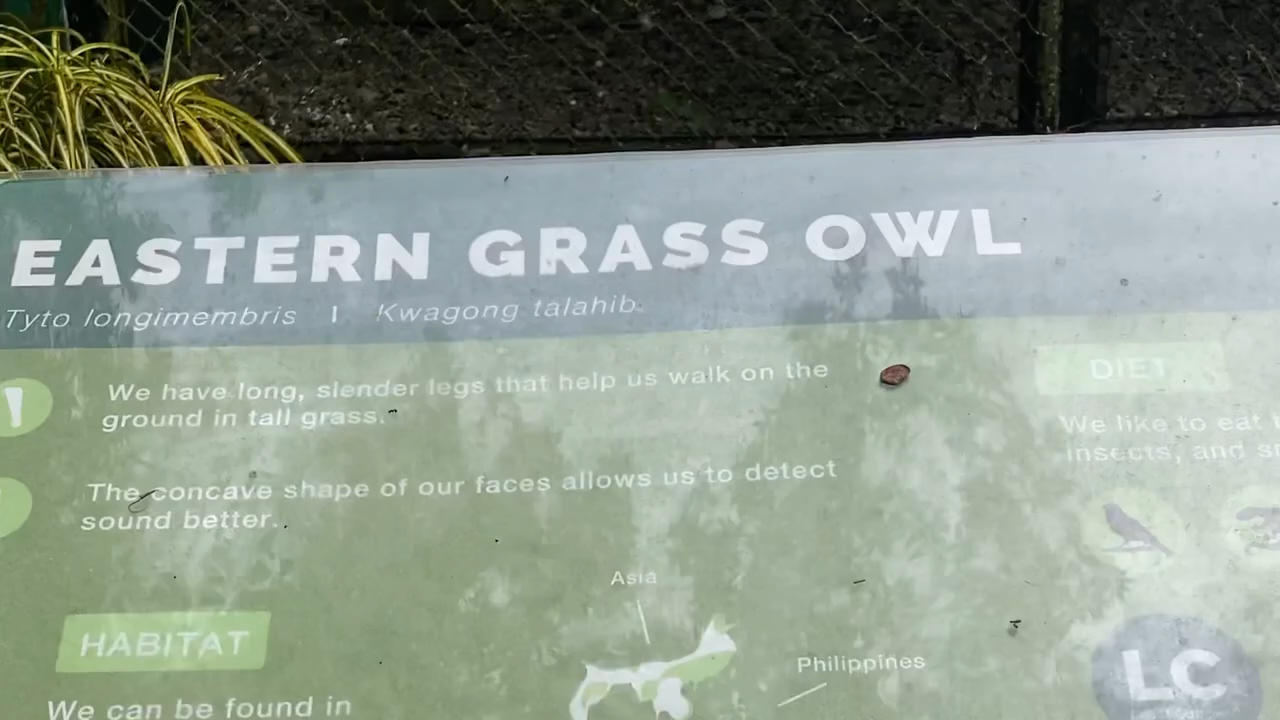 EASTERN GRASS OWL
Tyto longimembris | Kwagong talahib
We have long, slender legs that help us walk on the
ground in tall grass.
The concave shape of our faces allows us to detect
sound better.
HABITAT
We can be found in
Asia
Philippines
DIET
We like to eat
insects, and
LC